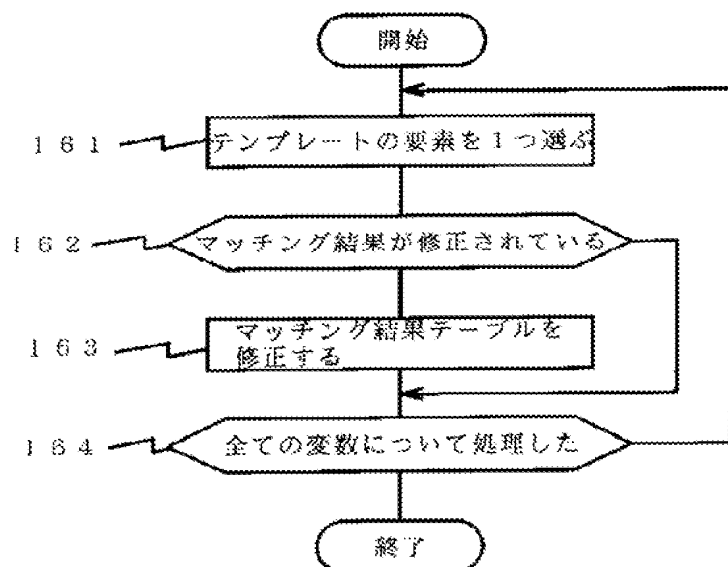 開始
161
テンプレートの要素を1つ選ぶ
162
マッチング結果が修正されている
163
マッチング結果テーブルを
修正する
164
全ての変数について処理した
終了